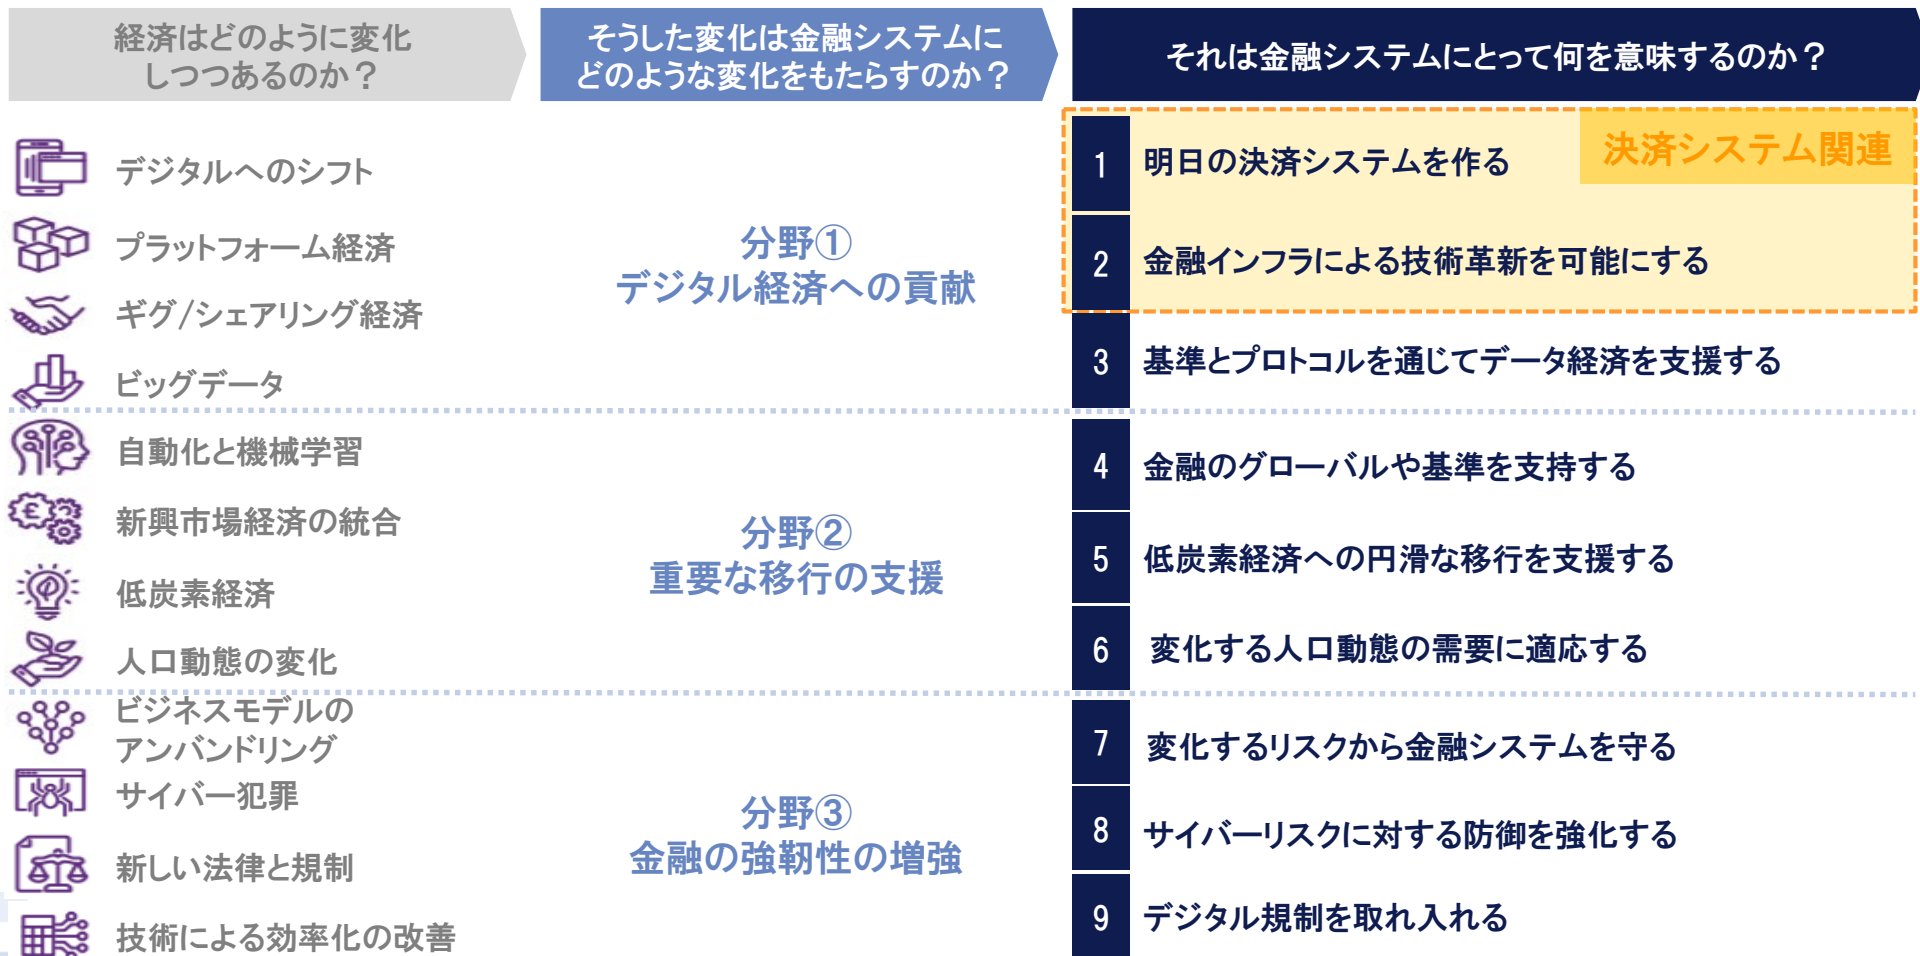 経済はどのように変化
しつつあるのか？
そうした変化は金融システムに
どのような変化をもたらすのか？
それは金融システムにとって何を意味するのか？
デジタルへのシフト
プラットフォーム経済
ギグ/シェアリング経済
ビッグデータ
分野①
デジタル経済への貢献
決済システム関連
1 明日の決済システムを作る
2 金融インフラによる技術革新を可能にする
3 基準とプロトコルを通じてデータ経済を支援する
自動化と機械学習
新興市場経済の統合
低炭素経済
人口動態の変化
分野②
重要な移行の支援
4 金融のグローバルや基準を支持する
5 低炭素経済への円滑な移行を支援する
6 変化する人口動態の需要に適応する
ビジネスモデルの
アンバンドリング
サイバー犯罪
新しい法律と規制
技術による効率化の改善
分野③
金融の強靭性の増強
7 変化するリスクから金融システムを守る
8 サイバーリスクに対する防御を強化する
9 デジタル規制を取れ入れる